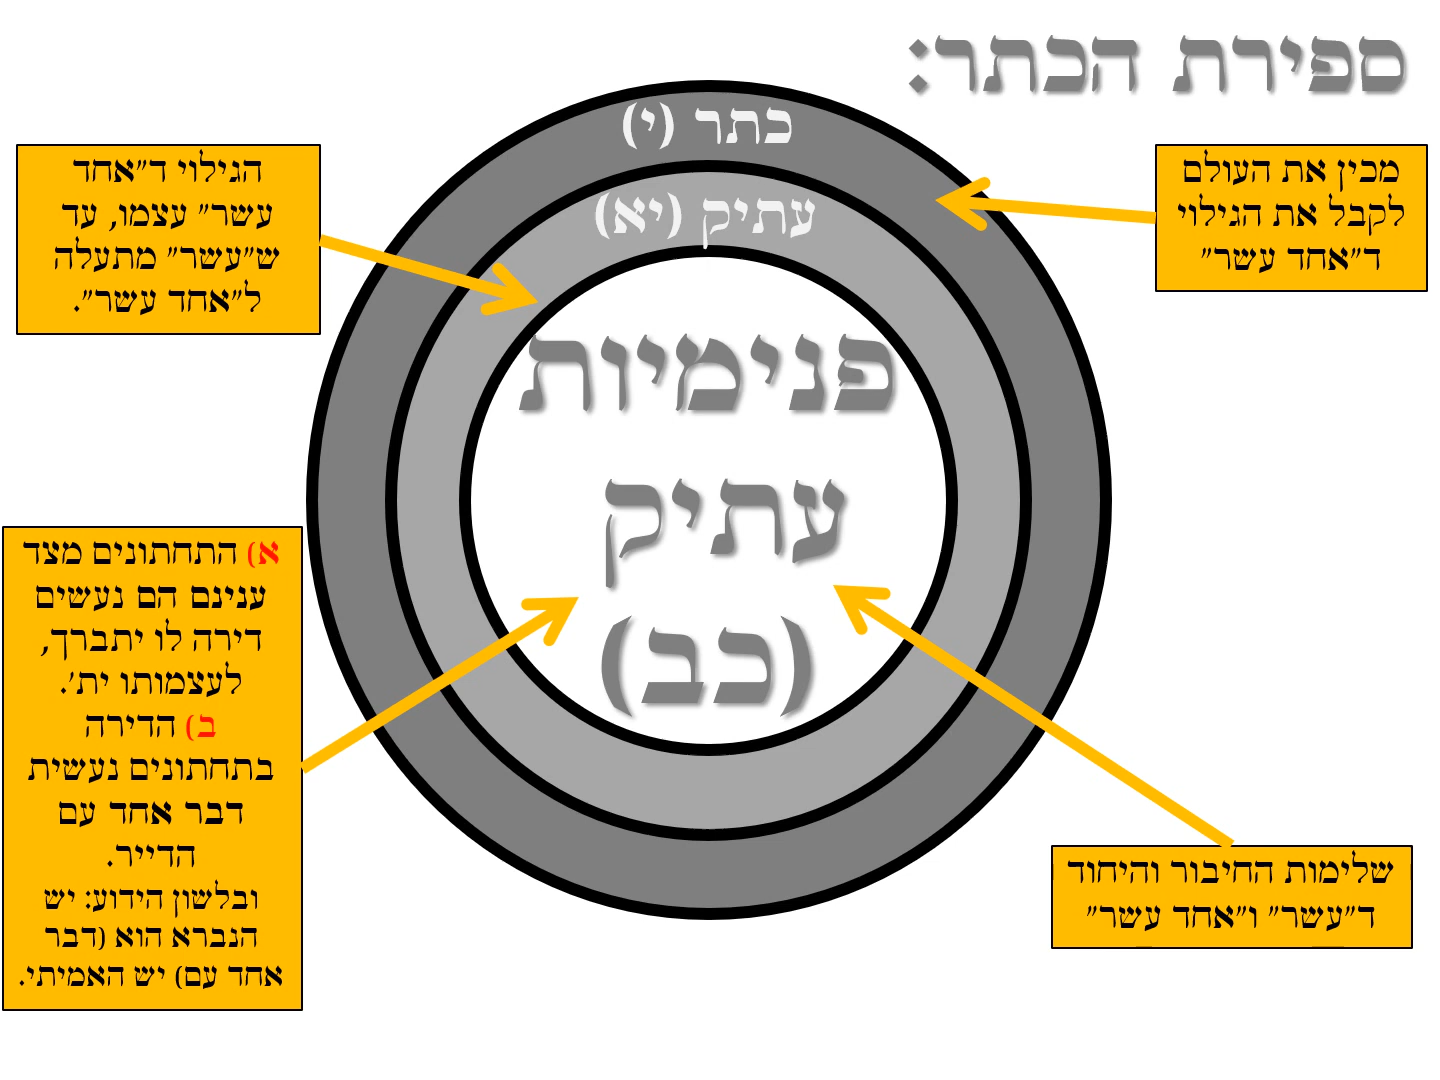 ספירת הכתר:
כתר (י)
עתיק (יא)
פנימיות
עתיק
(כב)
מכין את העולם
לקבל את הגילוי
ד"אחד עשר"
הגילוי ד"אחד
עשר" עצמו, עד
ש"עשר" מתעלה
ל"אחד עשר".
א) התחתונים מצד
ענינם הם נעשים
דירה לו יתברך,
לעצמותו ית'.
ב) הדירה
בתחתונים נעשית
דבר אחד עם
הדייר.
ובלשון הידוע: יש
הנברא הוא (דבר
אחד עם) יש האמיתי.
שלימות החיבור והיחוד
ד"עשר" ו"אחד עשר"